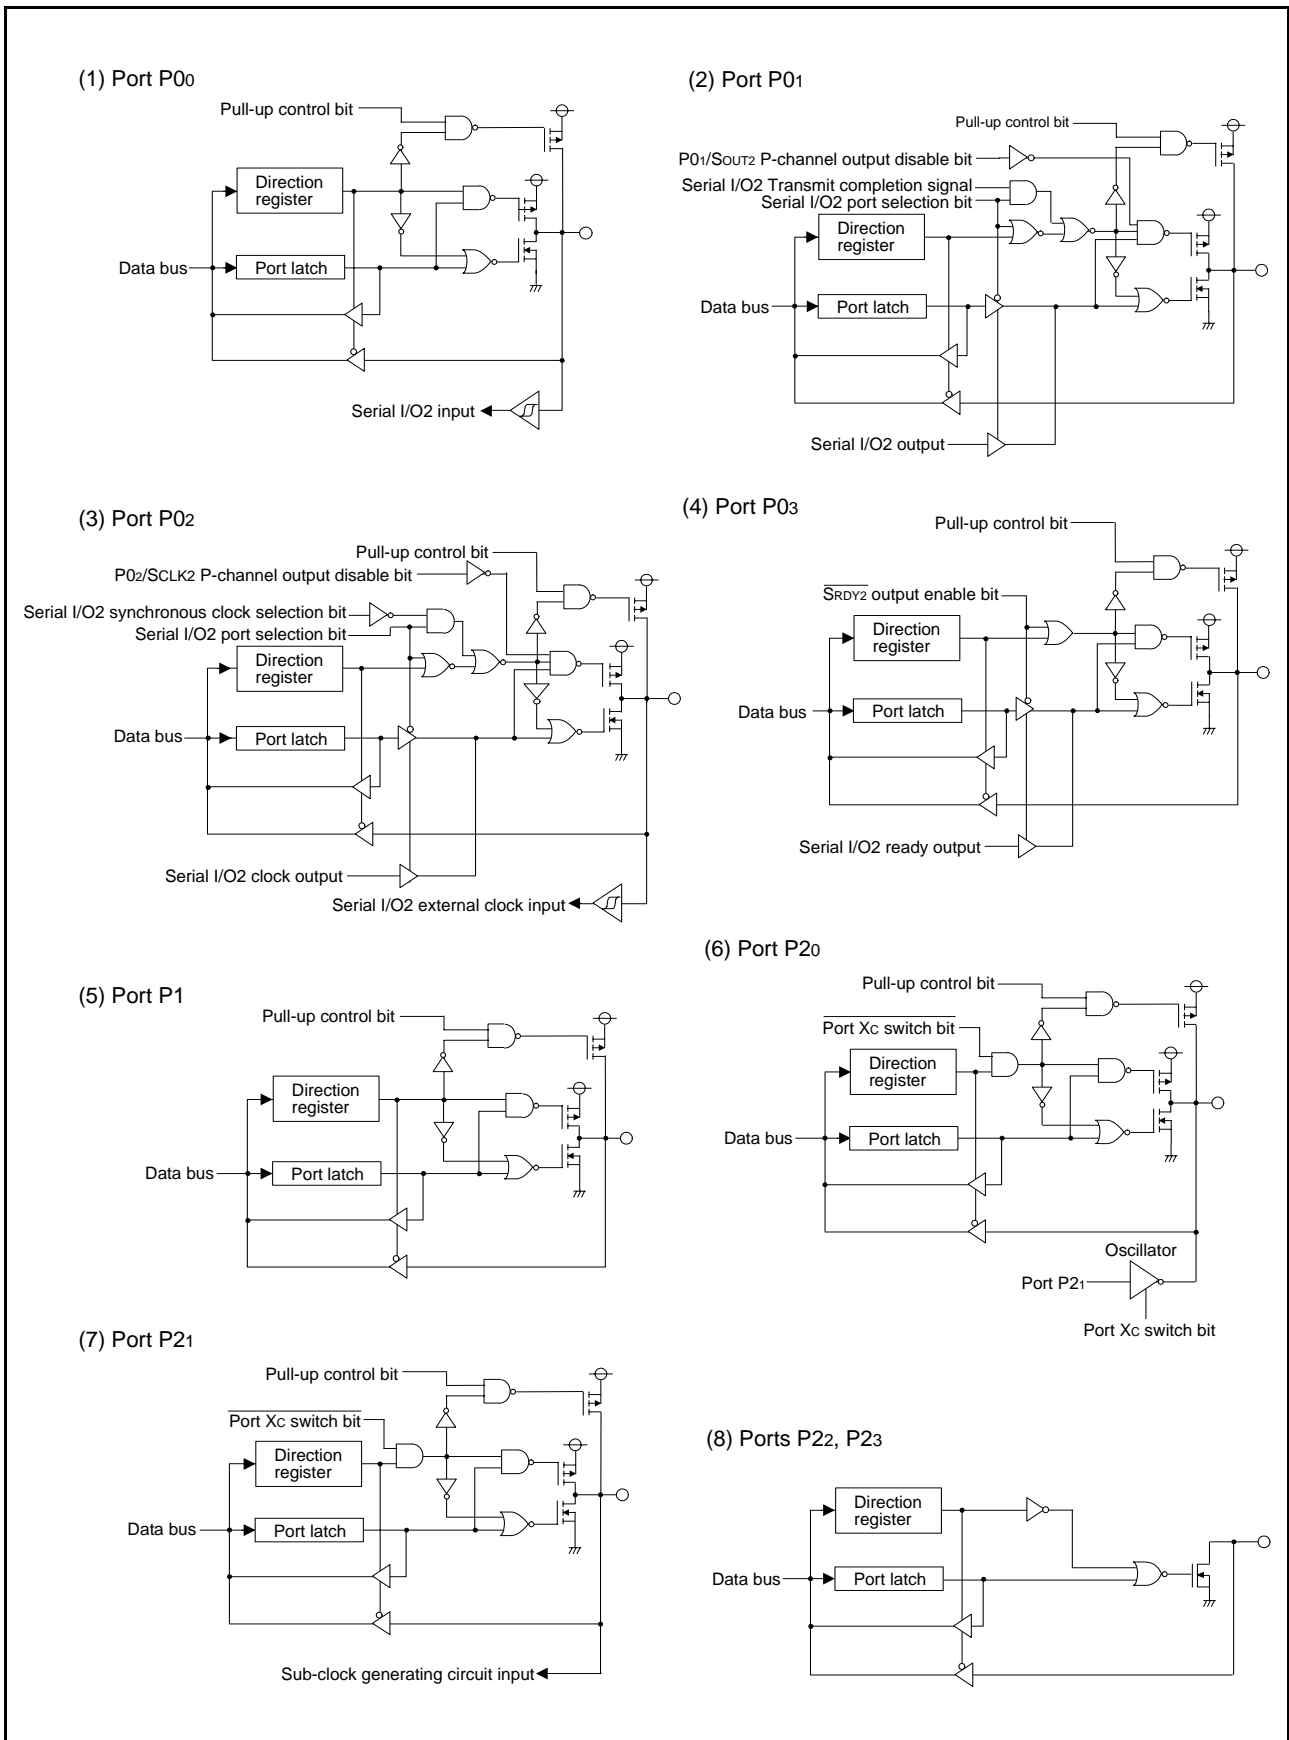 (1) Port P00
Pull-up control bit
Direction
register
Data bus
Port latch
Serial I/O2 input
(2) Port P01
Pull-up control bit
P01/SOUT2 P-channel output disable bit
Serial I/O2 Transmit completion signal
Serial I/O2 port selection bit
Direction
register
Data bus
Port latch
Serial I/O2 output
(3) Port P02
Pull-up control bit
P02/SCLK2 P-channel output disable bit
Serial I/O2 synchronous clock selection bit
Serial I/O2 port selection bit
Direction
register
Data bus
Port latch
Serial I/O2 clock output
Serial I/O2 external clock input
(4) Port P03
Pull-up control bit
SRDY2 output enable bit
Direction
register
Data bus
Port latch
Serial I/O2 ready output
(5) Port P1
Pull-up control bit
Direction
register
Data bus
Port latch
(6) Port P20
Pull-up control bit
Port XC switch bit
Direction
register
Data bus
Port latch
Oscillator
Port P21
Port XC switch bit
(7) Port P21
Pull-up control bit
Port XC switch bit
Direction
register
Data bus
Port latch
Sub-clock generating circuit input
(8) Ports P22, P23
Direction
register
Data bus
Port latch